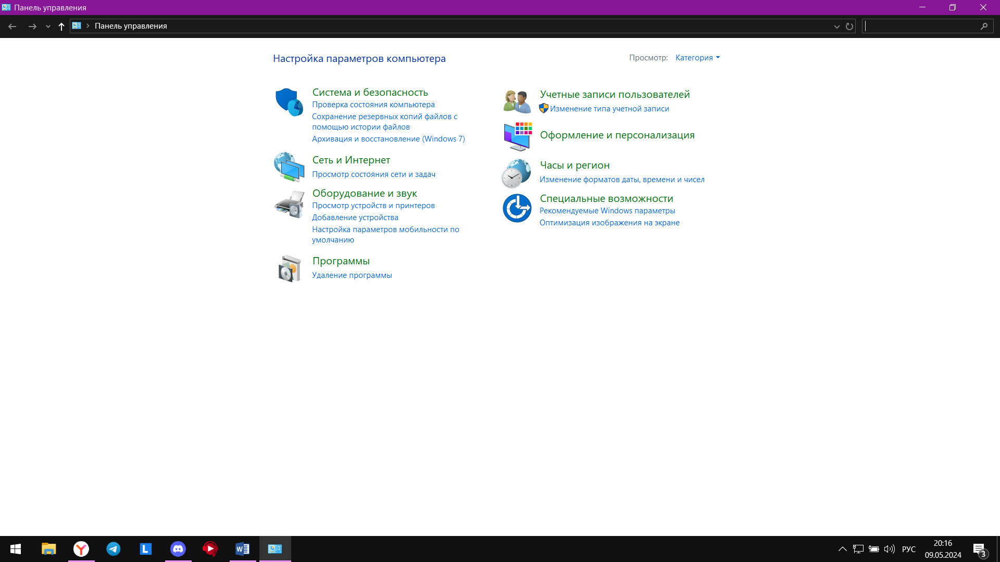 Панель управления
Панель управления
Настройка параметров компьютера
Просмотр: Категория
Система и безопасность
Проверка состояния компьютера
Сохранение резервных копий файлов с
помощью истории файлов
Архивация и восстановление (Windows 7)
Сеть и Интернет
Просмотр состояния сети и задач
Оборудование и звук
Просмотр устройств и принтеров
Добавление устройства
Настройка параметров мобильности по
умолчанию
Программы
Удаление программы
Учетные записи пользователей
Изменение типа учетной записи
Оформление и персонализация
Часы и регион
Изменение форматов даты, времени и чисел
Специальные возможности
Рекомендуемые Windows параметры
Оптимизация изображения на экране
L
W
РУС
20:16
09.05.2024
3